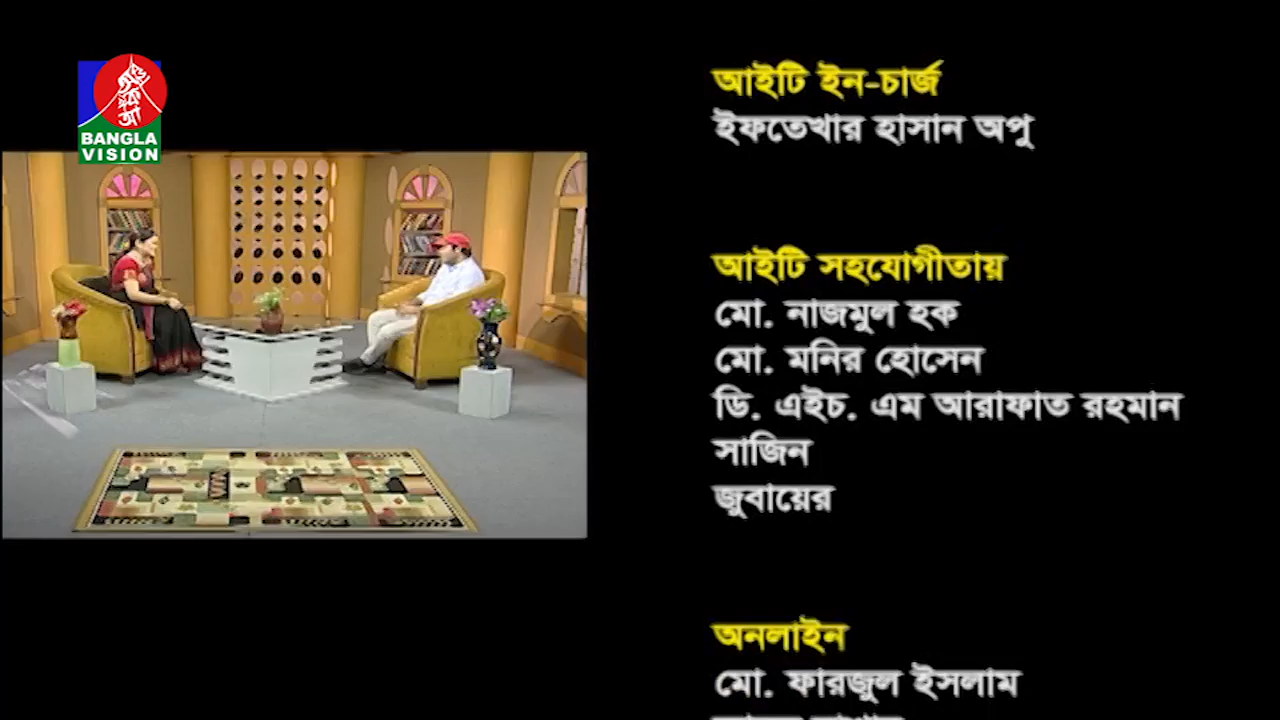 BANGLA
VISION
আইটি ইন-চার্জ
ইফতেখার হাসান অপু
আইটি সহযোগীতায়
মো. নাজমুল হক
মো. মনির হোসেন
ডি. এইচ. এম আরাফাত রহমান
সাজিন
জুবায়ের
অনলাইন
মো. ফারজুল ইসলাম